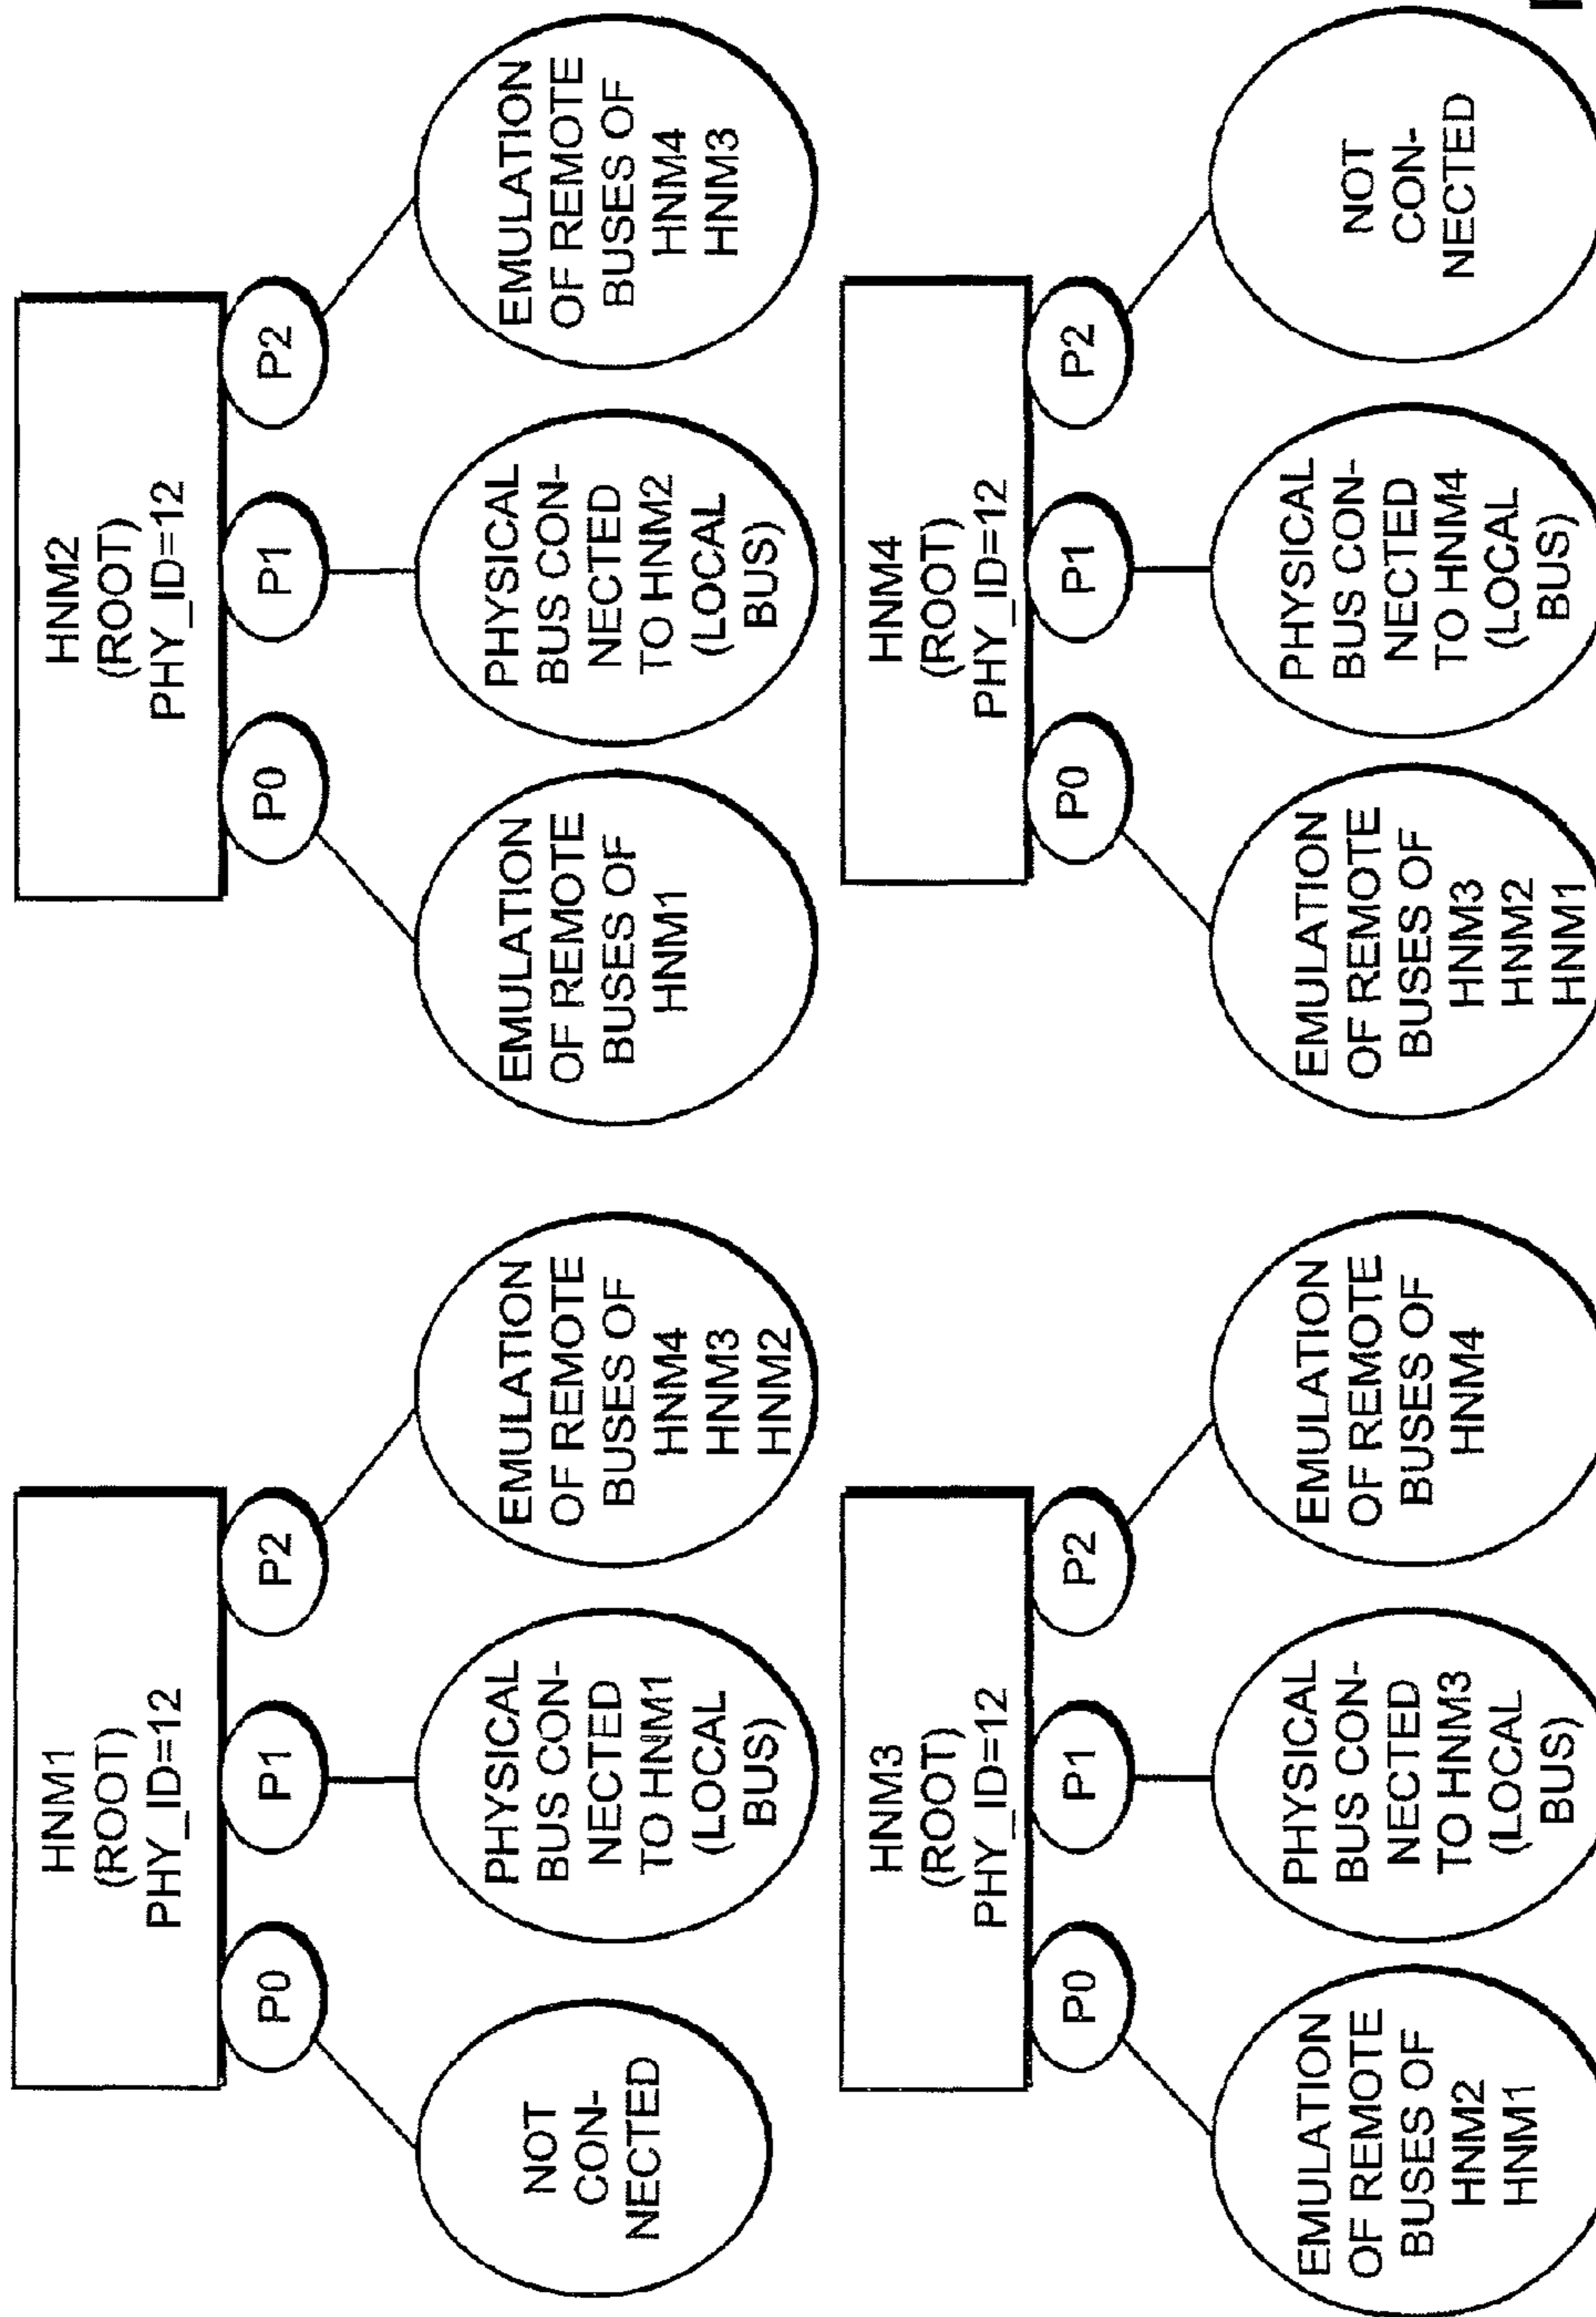 HNM1
(ROOT)
PHY_ID=12
P0
P1
P2
NOT
CON-
NECTED
PHYSICAL
BUS CON-
NECTED
TO HNM1
(LOCAL
BUS)
EMULATION
OF REMOTE
BUSES OF
HNM4
HNM3
HNM2
HNM2
(ROOT)
PHY_ID=12
P0
P1
P2
EMULATION
OF REMOTE
BUSES OF
HNM1
PHYSICAL
BUS CON-
NECTED
TO HNM2
(LOCAL
BUS)
EMULATION
OF REMOTE
BUSES OF
HNM4
HNM3
HNM3
(ROOT)
PHY_ID=12
P0
P1
P2
EMULATION
OF REMOTE
BUSES OF
HNM2
HNM1
PHYSICAL
BUS CON-
NECTED
TO HNM3
(LOCAL
BUS)
EMULATION
OF REMOTE
BUSES OF
HNM4
HNM4
(ROOT)
PHY_ID=12
P0
P1
P2
EMULATION
OF REMOTE
BUSES OF
HNM3
HNM2
HNM1
PHYSICAL
BUS CON-
NECTED
TO HNM4
(LOCAL
BUS)
NOT
CON-
NECTED